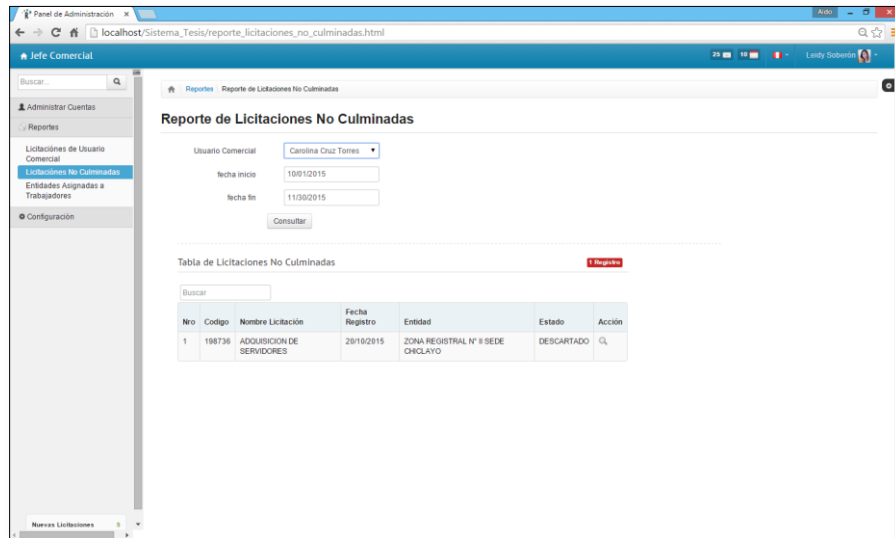 Panel de Administración
Aldo
localhost/Sistema_Tesis/reporte_licitaciones_no_culminadas.html
Jefe Comercial
25
18
Leidy Soberón
Buscar...
Administrar Cuentas
Reportes
Licitaciónes de Usuario
Comercial
Licitaciónes No Culminadas
Entidades Asignadas a
Trabajadores
Configuración
Nuevas Licitaciones
Reportes
Reporte de Licitaciones No Culminadas
Reporte de Licitaciones No Culminadas
Usuario Comercial
Carolina Cruz Torres
fecha inicio
10/01/2015
fecha fin
11/30/2015
Consultar
Tabla de Licitaciones No Culminadas
1 Registro
Buscar
Nro Codigo Nombre Licitación Fecha Registro Entidad Estado Acción
1 198736 ADQUISICION DE SERVIDORES 20/10/2015 ZONA REGISTRAL N° II SEDE CHICLAYO DESCARTADO